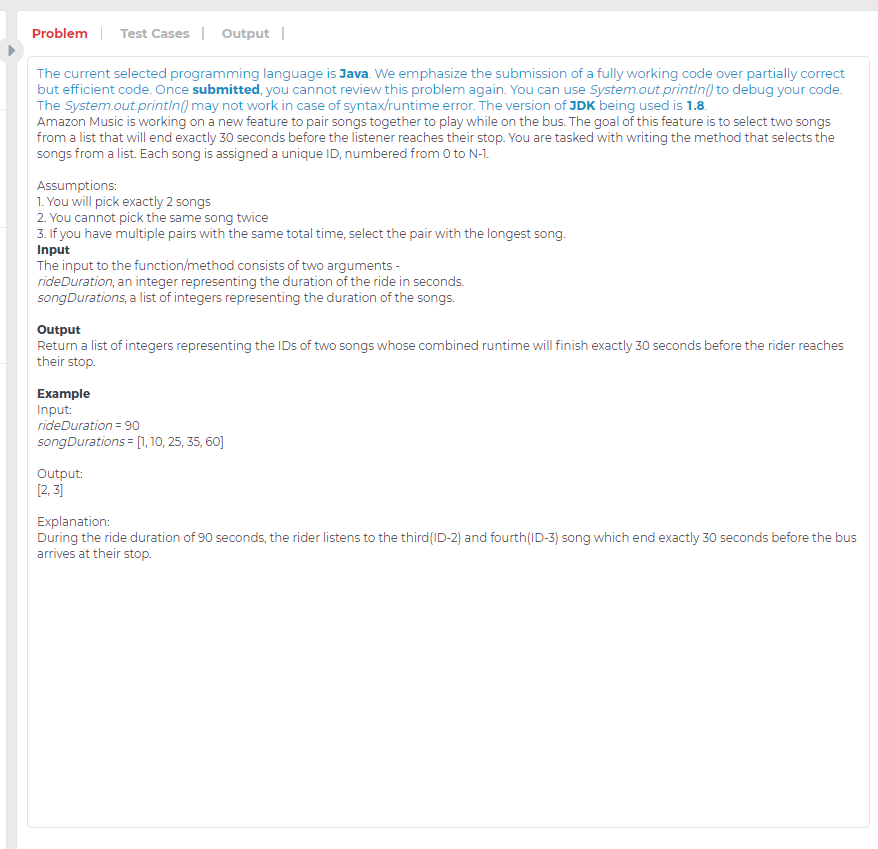 Problem | Test Cases | Output |
The current selected programming language is Java. We emphasize the submission of a fully working code over partially correct
but efficient code. Once submitted, you cannot review this problem again. You can use System.out.println() to debug your code.
The System.out.println() may not work in case of syntax/runtime error. The version of JDK being used is 1.8.
Amazon Music is working on a new feature to pair songs together to play while on the bus. The goal of this feature is to select two songs
from a list that will end exactly 30 seconds before the listener reaches their stop. You are tasked with writing the method that selects the
songs from a list. Each song is assigned a unique ID, numbered from 0 to N-1.
Assumptions:
1. You will pick exactly 2 songs
2. You cannot pick the same song twice
3. If you have multiple pairs with the same total time, select the pair with the longest song.
Input
The input to the function/method consists of two arguments -
rideDuration, an integer representing the duration of the ride in seconds.
songDurations, a list of integers representing the duration of the songs.
Output
Return a list of integers representing the IDs of two songs whose combined runtime will finish exactly 30 seconds before the rider reaches
their stop.
Example
Input:
rideDuration = 90
songDurations = [1, 10, 25, 35, 60]
Output:
[2, 3]
Explanation:
During the ride duration of 90 seconds, the rider listens to the third(ID-2) and fourth(ID-3) song which end exactly 30 seconds before the bus
arrives at their stop.